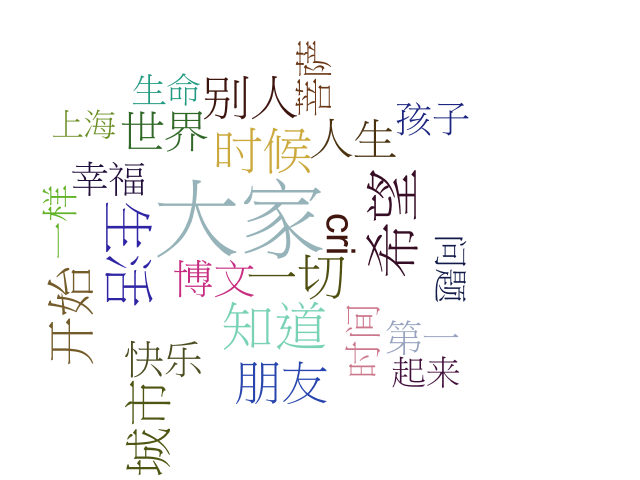 菩萨
生命
别人
上海
世界
孩子
时候
人生
幸福
大家
希望
一样
生活
cri
问题
博文
一切
开始
知道
时间
第一
快乐
朋友
起来
城市